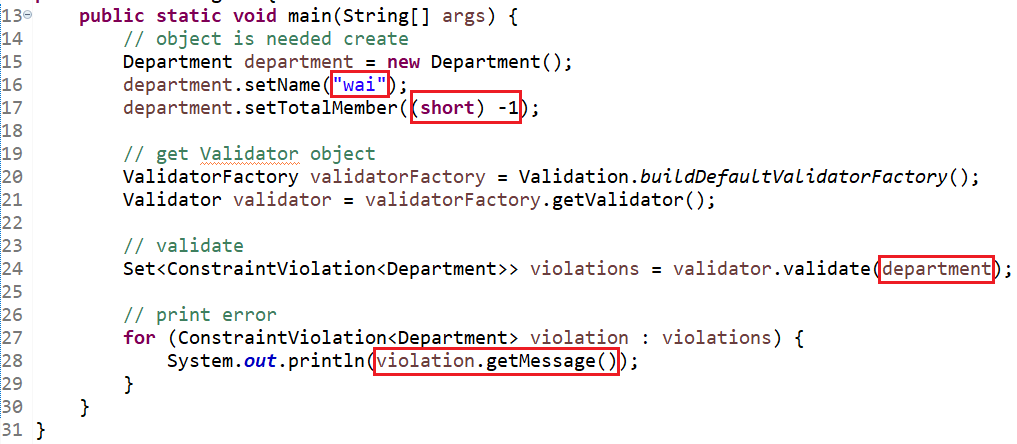 13    public static void main(String[] args) {
14        // object is needed create
15        Department department = new Department();
16        department.setName("wai");
17        department.setTotalMember((short) -1);
18
19        // get Validator object
20        ValidatorFactory validatorFactory = Validation.buildDefaultValidatorFactory();
21        Validator validator = validatorFactory.getValidator();
22
23        // validate
24        Set<ConstraintViolation<Department>> violations = validator.validate(department);
25
26        // print error
27        for (ConstraintViolation<Department> violation : violations) {
28            System.out.println(violation.getMessage());
29        }
30    }
31 }